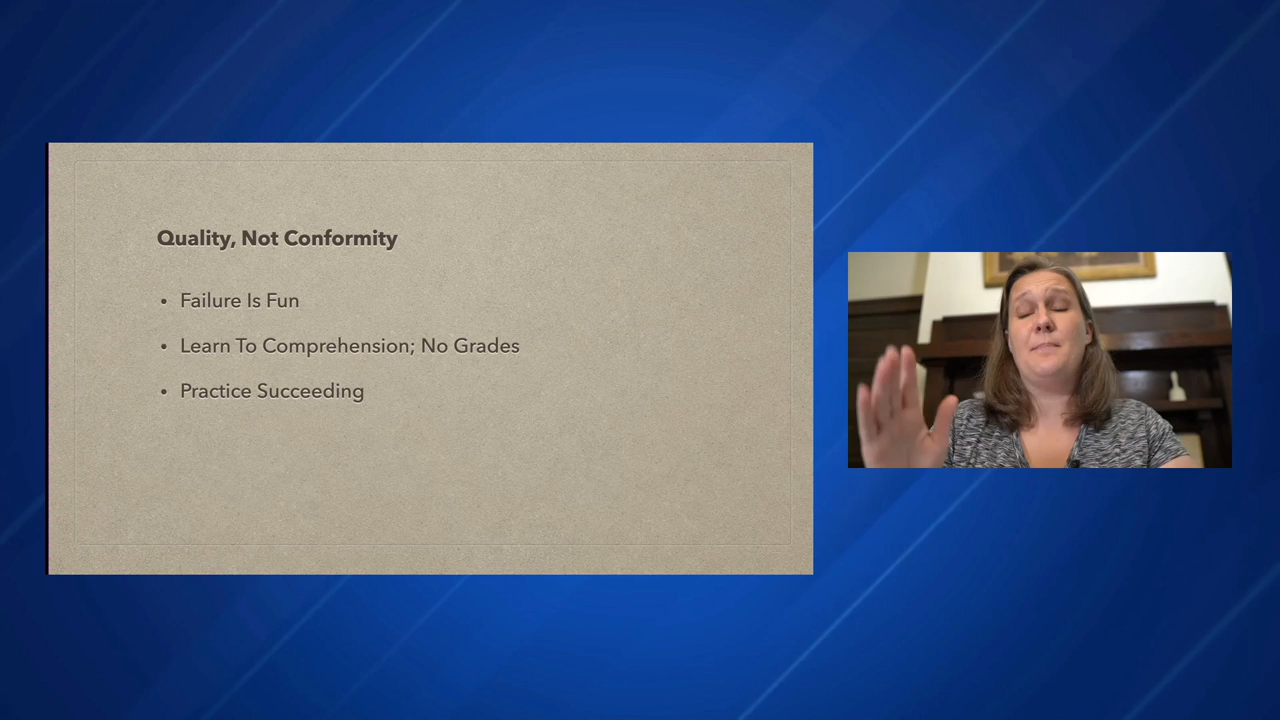 Quality, Not Conformity
• Failure Is Fun
• Learn To Comprehension; No Grades
• Practice Succeeding